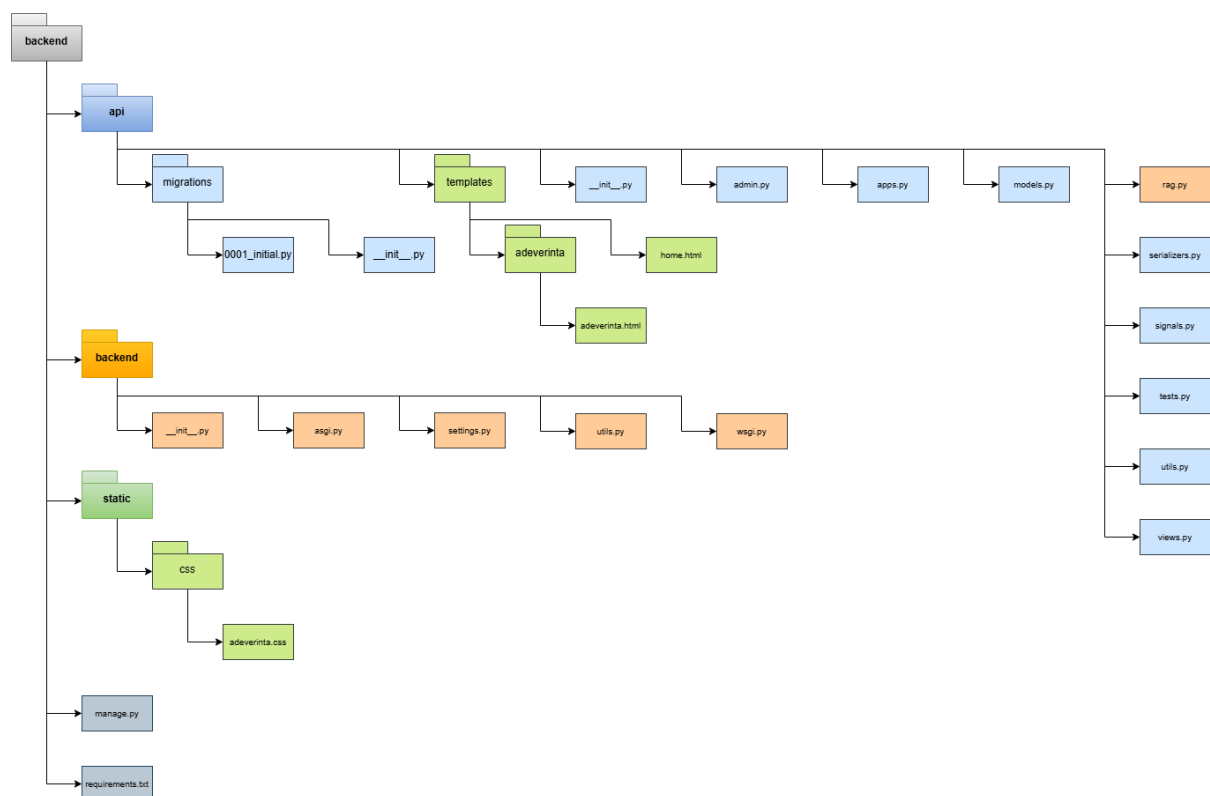 backend
api
migrations
templates
__init__.py
admin.py
apps.py
models.py
rag.py
0001_initial.py
__init__.py
adeverinta
home.html
serializers.py
adeverinta.html
signals.py
backend
tests.py
__init__.py
asgi.py
settings.py
utils.py
wsgi.py
utils.py
static
views.py
css
adeverinta.css
manage.py
requirements.txt